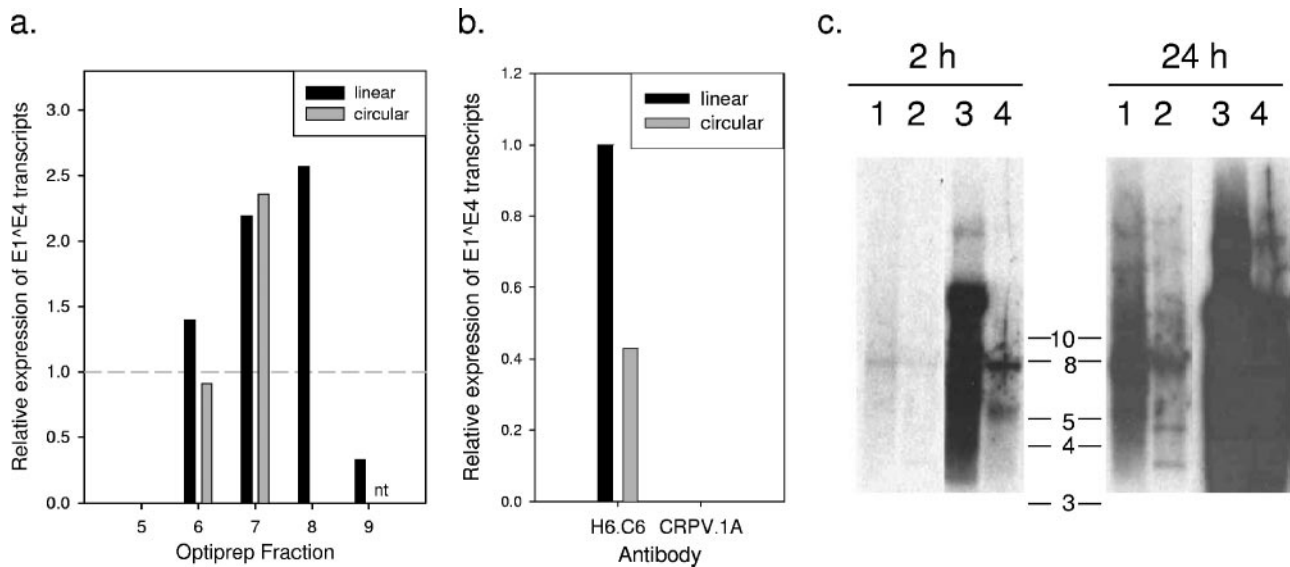 a.
Relative expression of E1^E4 transcripts
3.0
2.5
2.0
1.5
1.0
0.5
0.0
linear
circular
nt
5 6 7 8 9
Optiprep Fraction
b.
Relative expression of E1^E4 transcripts
1.2
1.0
0.8
0.6
0.4
0.2
0.0
linear
circular
H6.C6 CRPV.1A
Antibody
c.
2 h 24 h
1 2 3 4 1 2 3 4
10
8
5
4
3